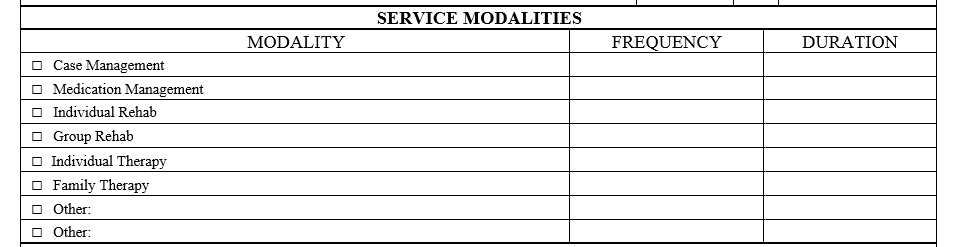 SERVICE MODALITIES
MODALITY FREQUENCY DURATION
☐ Case Management
☐ Medication Management
☐ Individual Rehab
☐ Group Rehab
☐ Individual Therapy
☐ Family Therapy
☐ Other:
☐ Other: